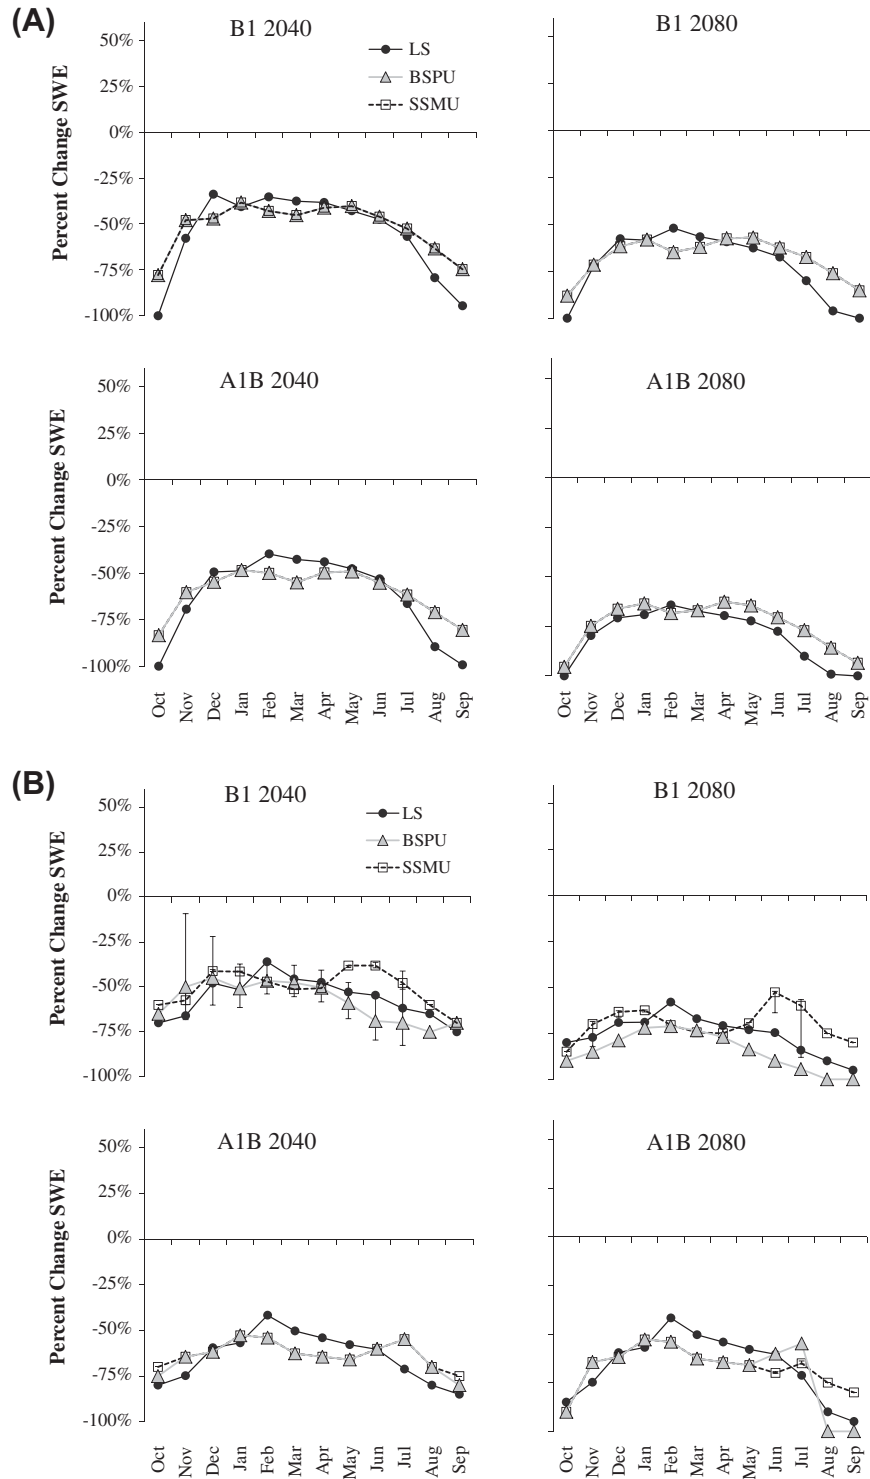 (A)
B1 2040
B1 2080
LS
BSPU
SSMU
Percent Change SWE
50%
25%
0%
-25%
-50%
-75%
-100%
A1B 2040
A1B 2080
Percent Change SWE
50%
25%
0%
-25%
-50%
-75%
-100%
Oct Nov Dec Jan Feb Mar Apr May Jun Jul Aug Sep
Oct Nov Dec Jan Feb Mar Apr May Jun Jul Aug Sep
(B)
B1 2040
B1 2080
LS
BSPU
SSMU
Percent Change SWE
50%
25%
0%
-25%
-50%
-75%
-100%
A1B 2040
A1B 2080
Percent Change SWE
50%
25%
0%
-25%
-50%
-75%
-100%
Oct Nov Dec Jan Feb Mar Apr May Jun Jul Aug Sep
Oct Nov Dec Jan Feb Mar Apr May Jun Jul Aug Sep